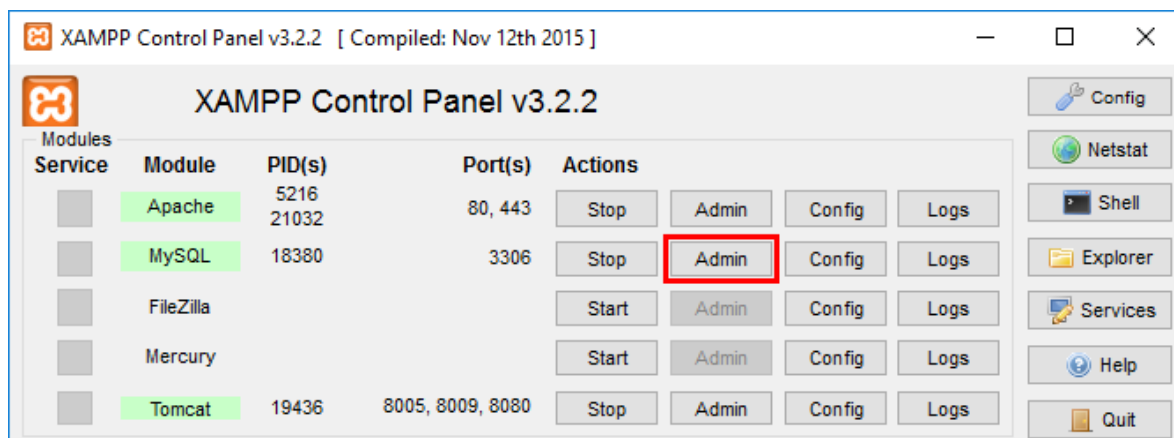 XAMPP Control Panel v3.2.2 [ Compiled: Nov 12th 2015 ]
XAMPP Control Panel v3.2.2
Config
Modules
Service Module PID(s) Port(s) Actions
Netstat
Apache 5216 21032 80, 443 Stop Admin Config Logs
Shell
MySQL 18380 3306 Stop Admin Config Logs
Explorer
FileZilla Start Admin Config Logs
Services
Mercury Start Admin Config Logs
Help
Tomcat 19436 8005, 8009, 8080 Stop Admin Config Logs
Quit